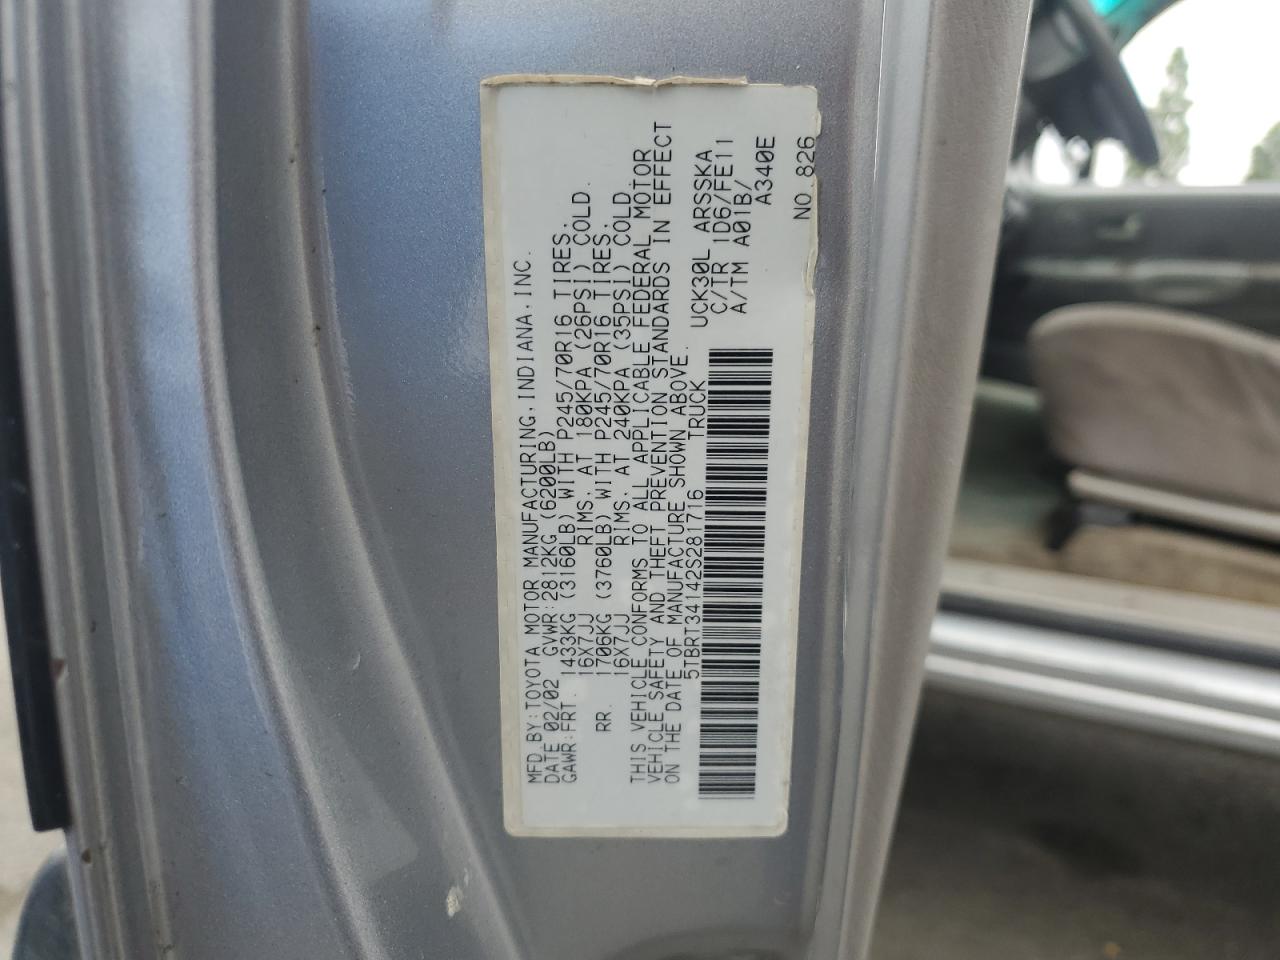 MFD.BY:TOYOTA MOTOR MANUFACTURING,INDIANA,INC.
DATE 02/02 GVWR:2812KG (6200LB)
GAWR:FRT. 1433KG (3160LB) WITH P245/70R16 TIRES,
16X7JJ RIMS, AT 180KPA (26PSI) COLD.
RR. 1706KG (3760LB) WITH P245/70R16 TIRES,
16X7JJ RIMS, AT 240KPA (35PSI) COLD.
THIS VEHICLE CONFORMS TO ALL APPLICABLE FEDERAL MOTOR
VEHICLE SAFETY AND THEFT PREVENTION STANDARDS IN EFFECT
ON THE DATE OF MANUFACTURE SHOWN ABOVE.
5TBRT34142S281716 TRUCK
UCK30L ARSSKA
C/TR 1D6/FE11
A/TM A01B/
A340E
NO.826